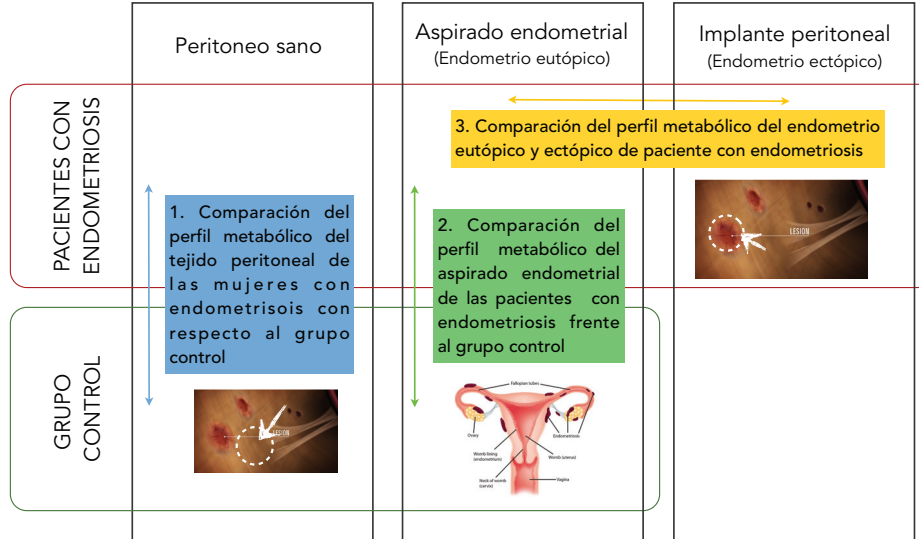 Peritoneo sano
Aspirado endometrial
(Endometrio eutópico)
Implante peritoneal
(Endometrio ectópico)
PACIENTES CON
ENDOMETRIOSIS
3. Comparación del perfil metabólico del endometrio
eutópico y ectópico de paciente con endometriosis
1. Comparación del
perfil metabólico del
tejido peritoneal de
las mujeres con
endometrisois con
respecto al grupo
control
2. Comparación del
perfil metabólico del
aspirado endometrial
de las pacientes con
endometriosis frente
al grupo control
LESION
GRUPO
CONTROL
LESION
Fallopian tubes
Ovary
Endometriosis
Womb lining
(endometrium)
Womb (uterus)
Neck of womb
(cervix)
Vagina